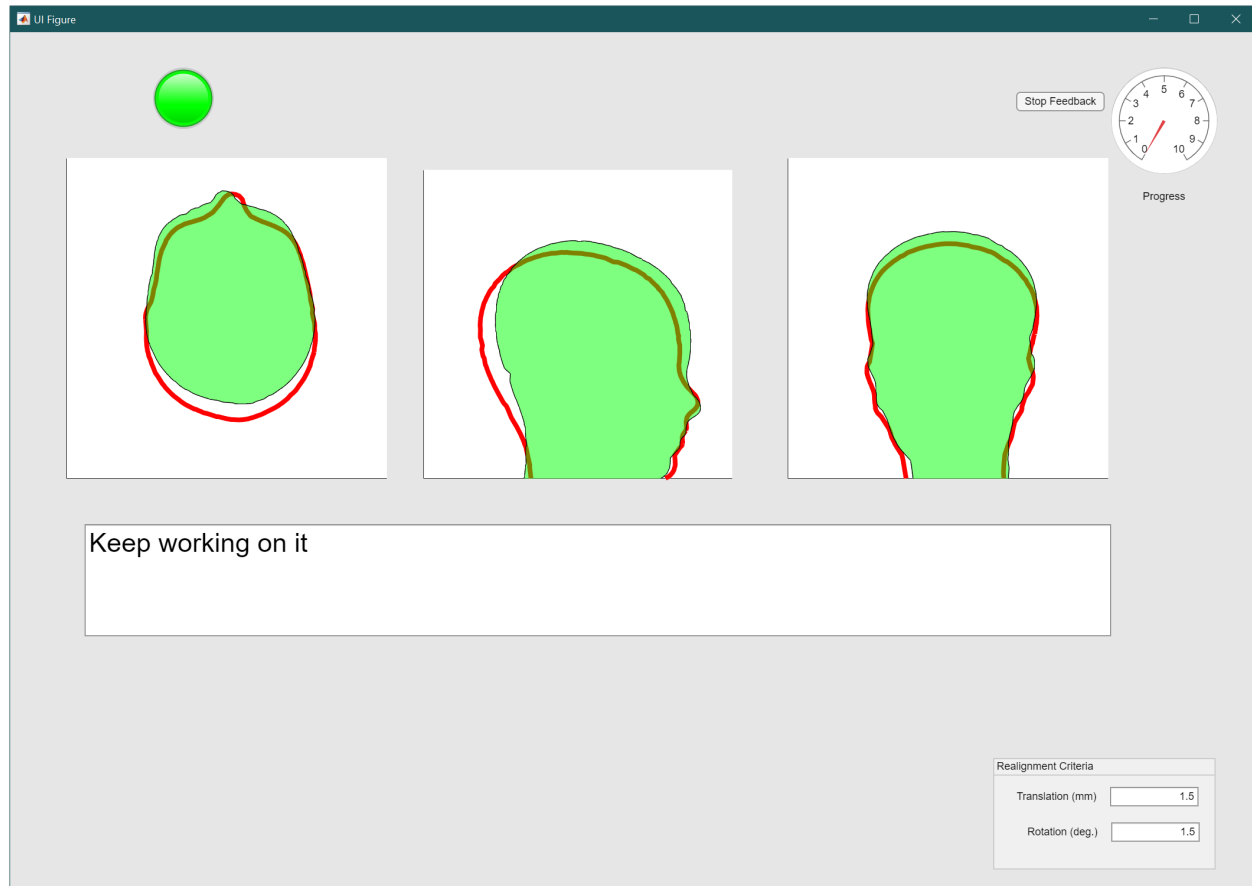 UI Figure
Stop Feedback
0
1
2
3
4
5
6
7
8
9
10
Progress
Keep working on it
Realignment Criteria
Translation (mm) 1.5
Rotation (deg.) 1.5